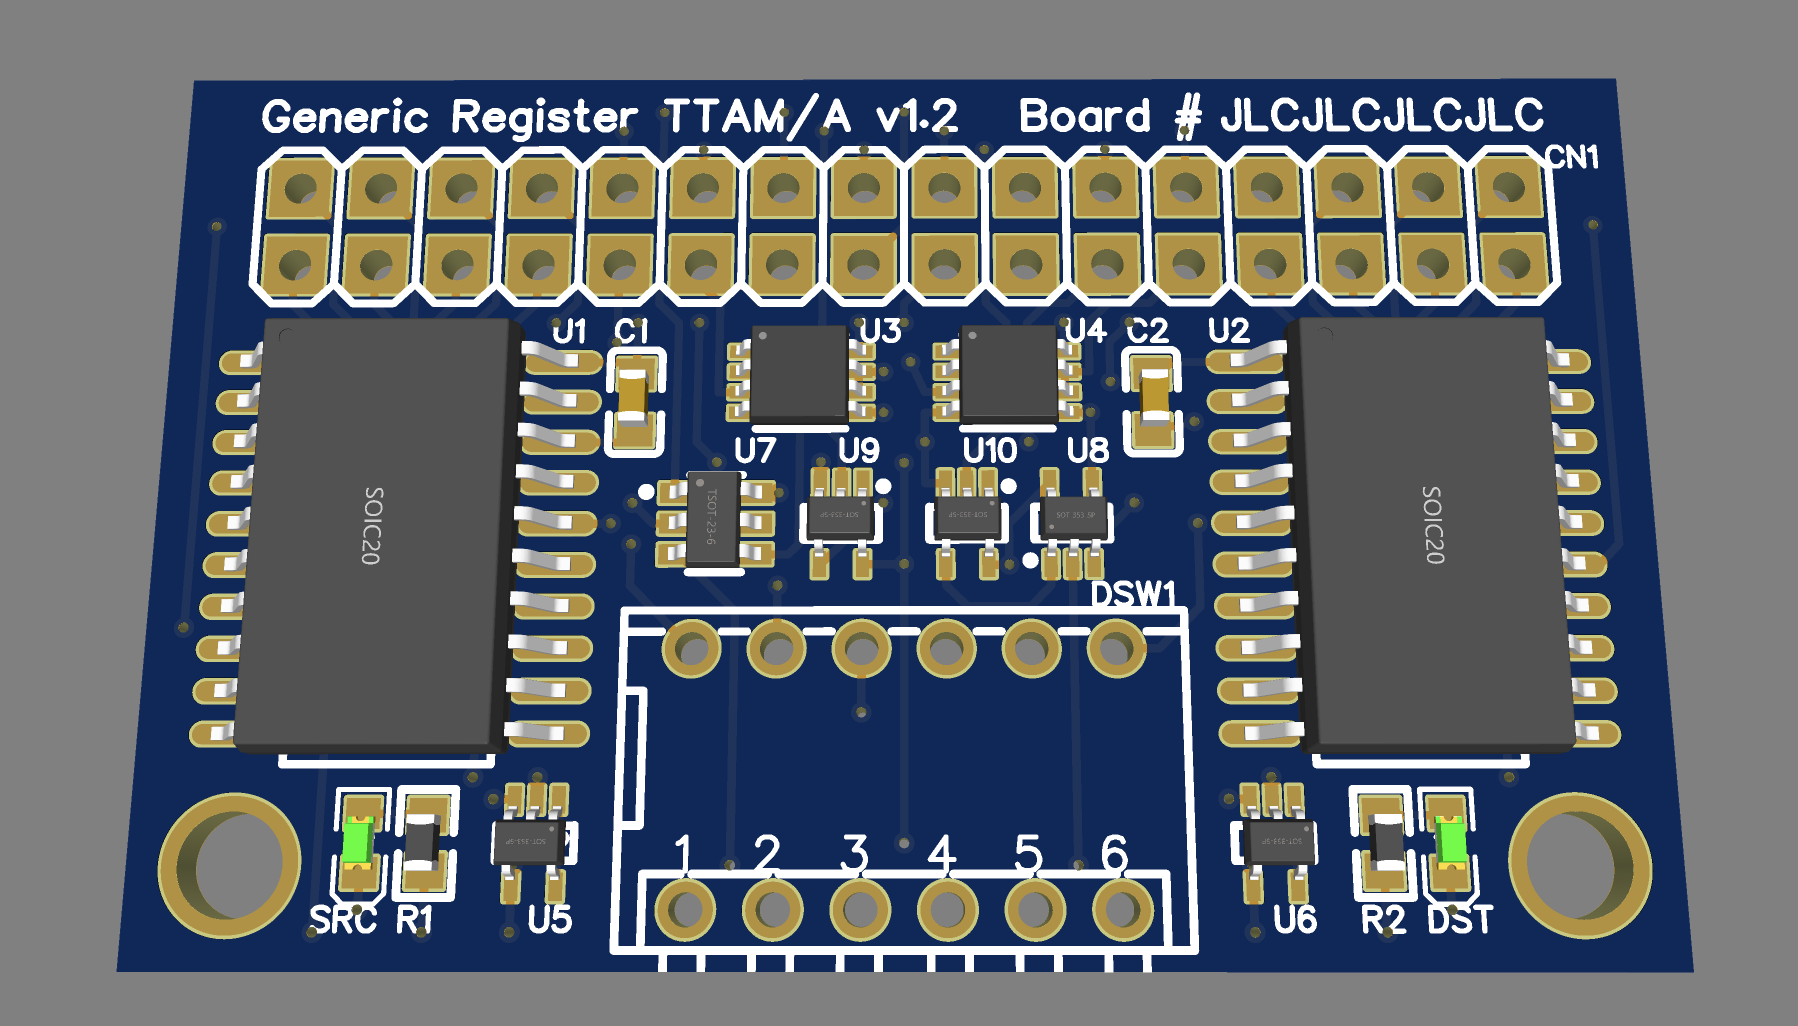 Generic Register TTAM/A v1.2 Board # JLCJLCJLCJLC
CN1
U1 C1 U3 U4 C2 U2
U7 U9 U10 U8
SOIC20
TSOT-23-6
SOT-353-5P
SOT-353-5P
SOT 353 5P
SOIC20
DSW1
1 2 3 4 5 6
SOT-353-5P
SOT-353-5P
SRC R1 U5 U6 R2 DST